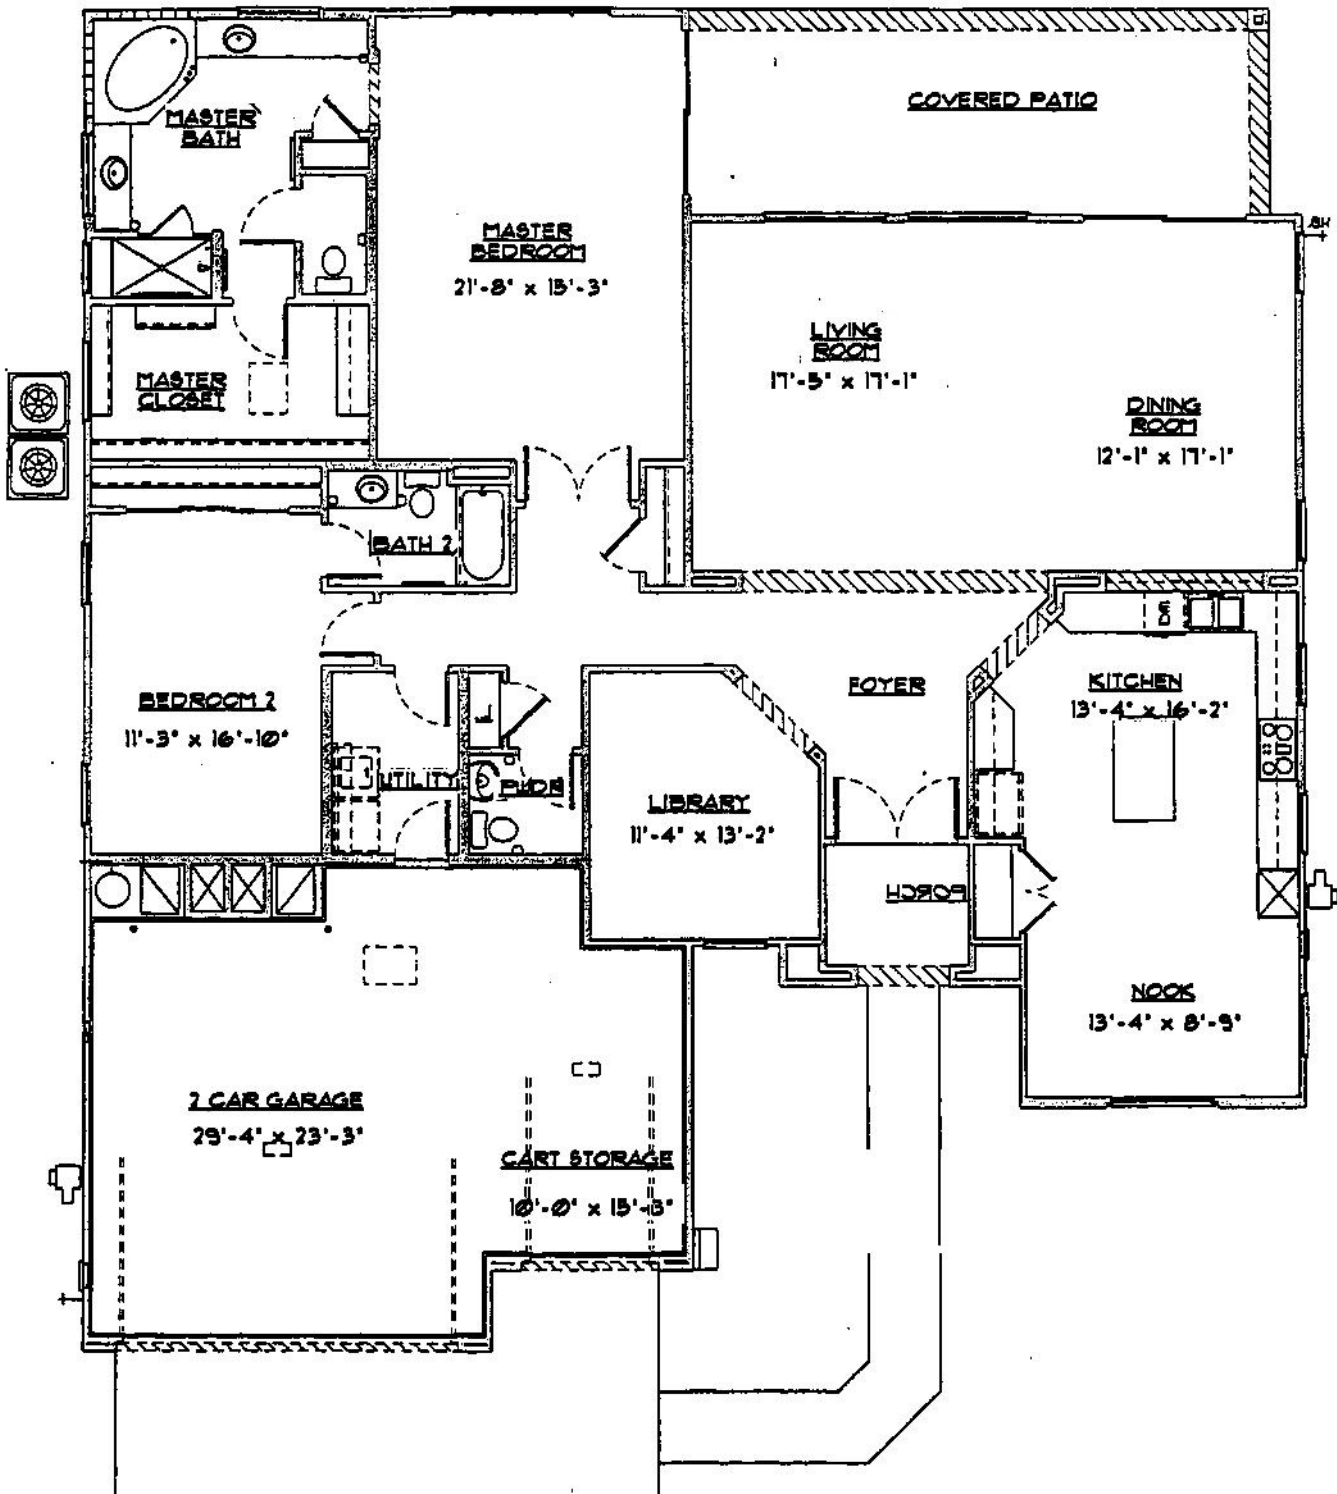 COVERED PATIO
MASTER
BATH
MASTER
BEDROOM
21'-8" x 15'-3"
LIVING
ROOM
17'-5" x 17'-1"
MASTER
CLOSET
DINING
ROOM
12'-1" x 17'-1"
BATH 2
DW
BEDROOM 2
11'-3" x 16'-10"
FOYER
KITCHEN
13'-4" x 16'-2"
UTILITY
PWDR
LIBRARY
11'-4" x 13'-2"
PORCH
NOOK
13'-4" x 8'-9"
2 CAR GARAGE
29'-4" x 23'-3"
CART STORAGE
10'-0" x 15'-3"